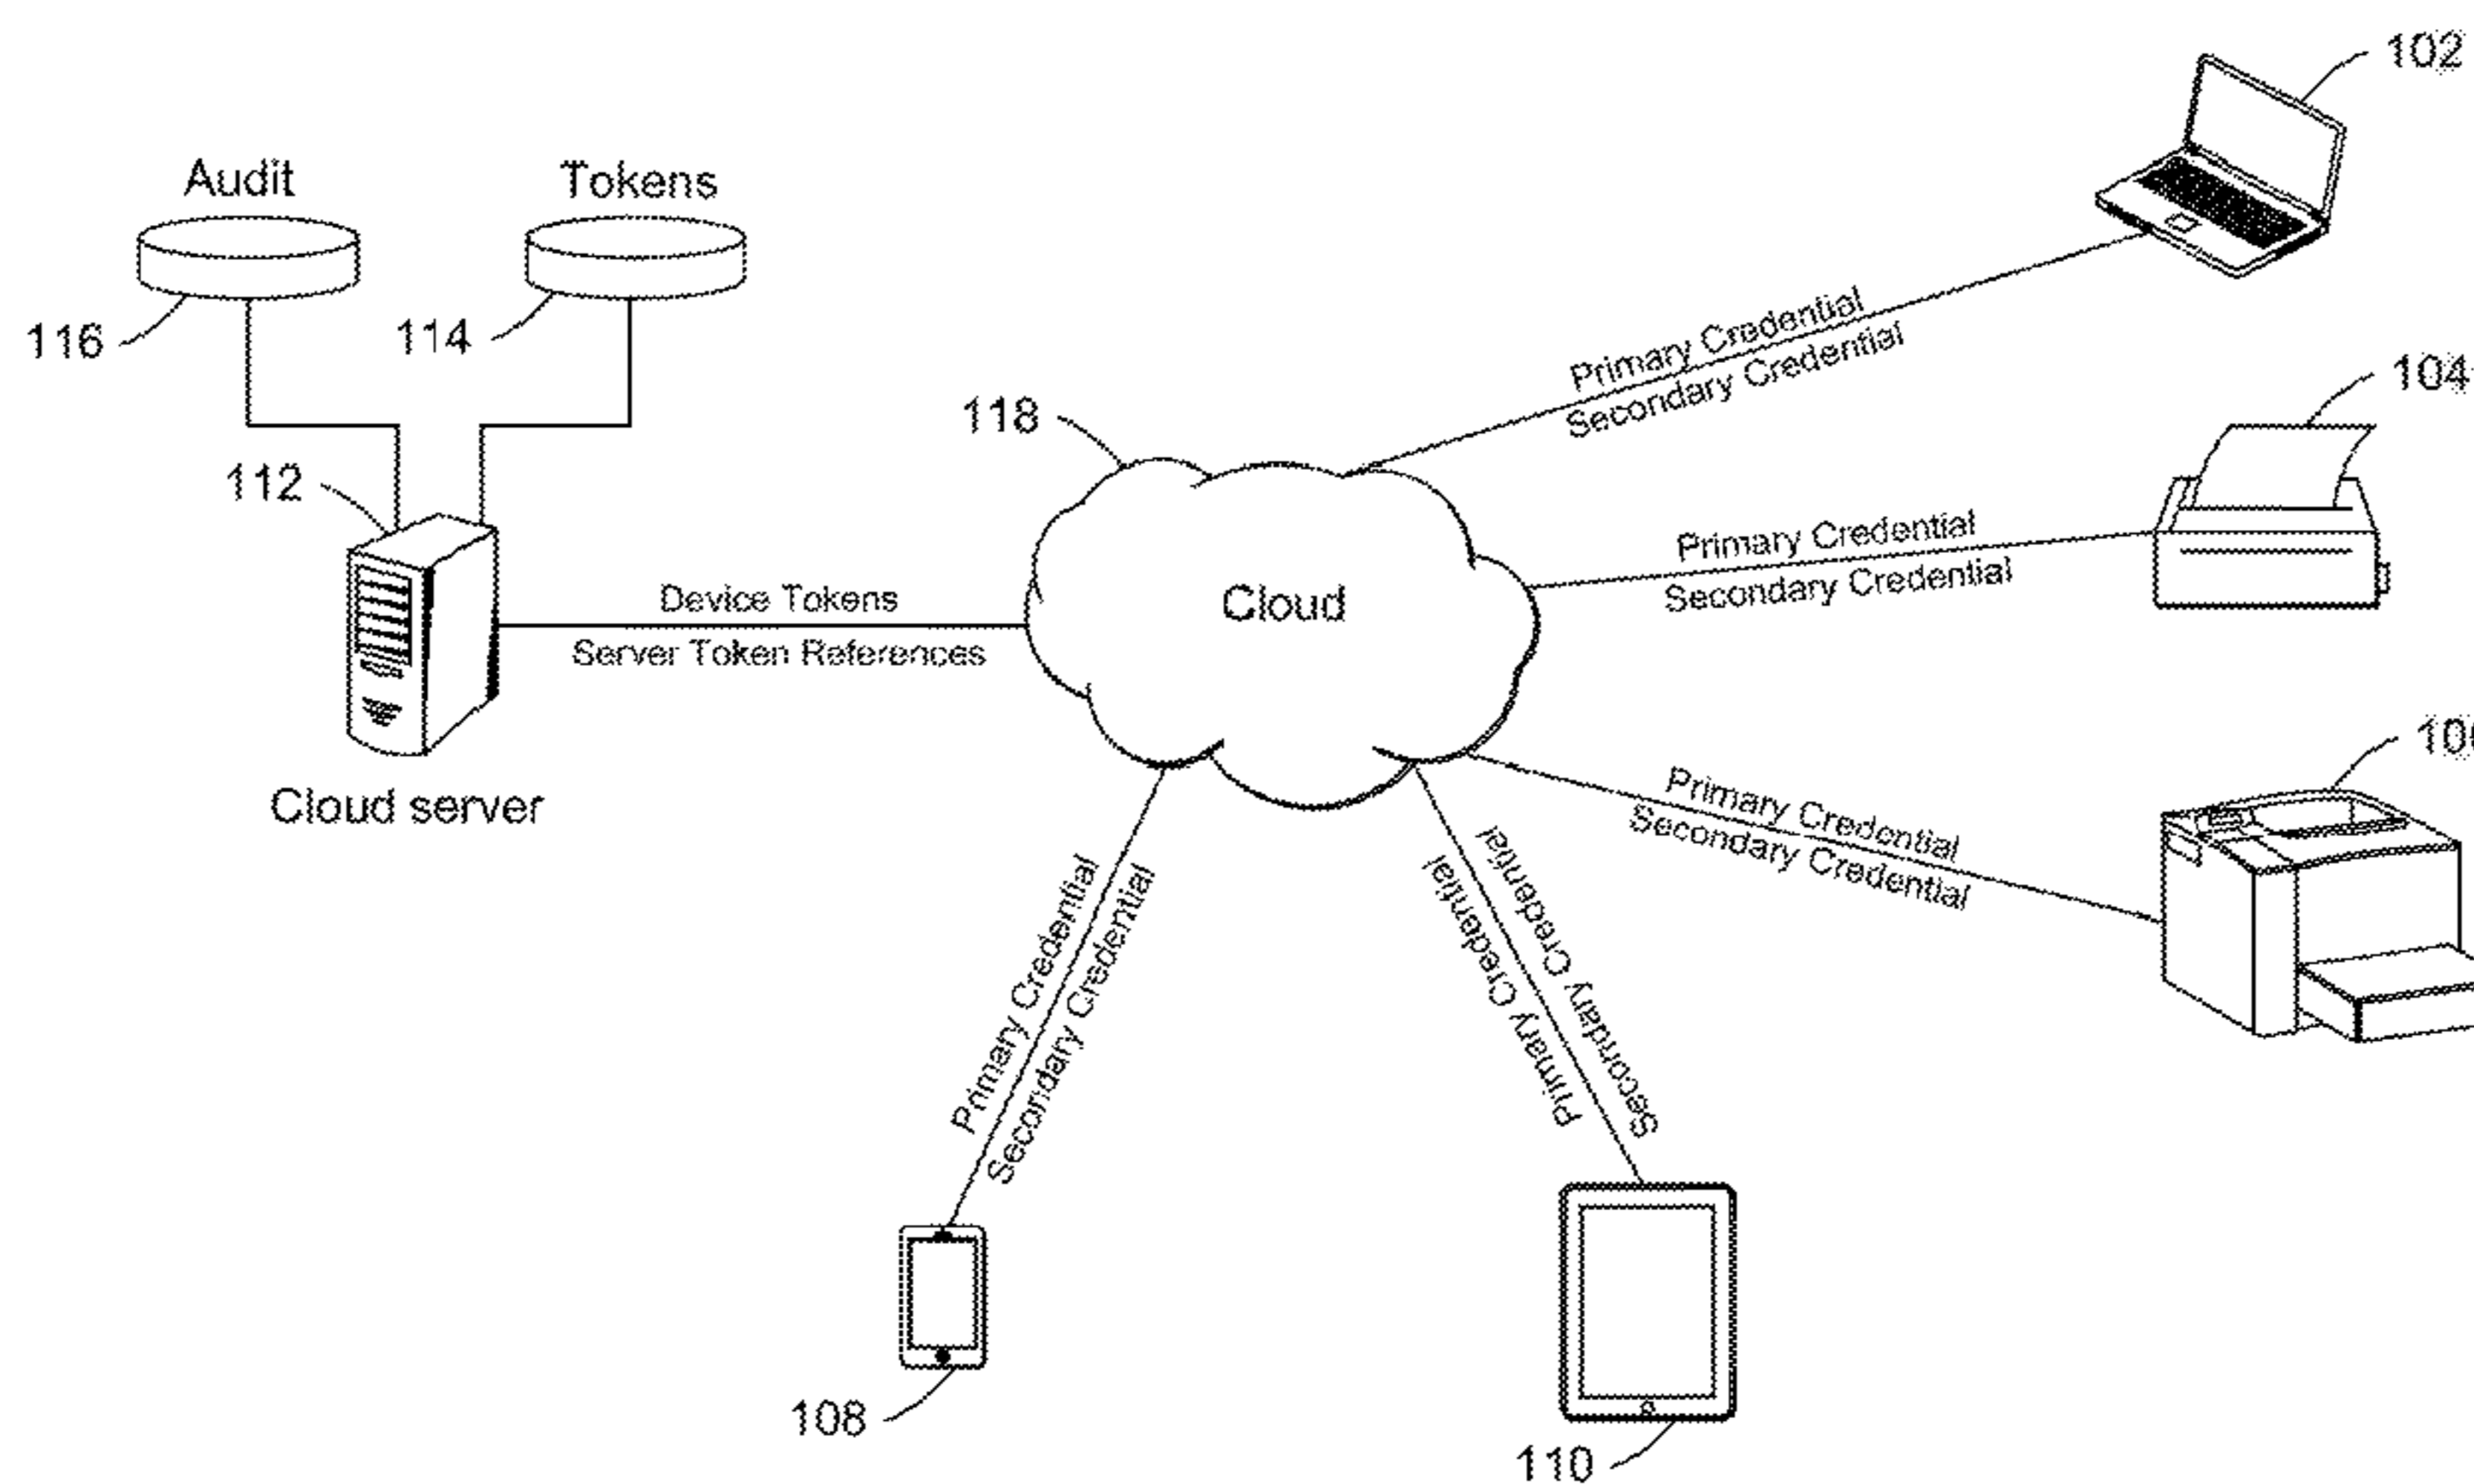 102
Audit
Tokens
116
114
Primary Credential
Secondary Credential
104
118
112
Primary Credential
Secondary Credential
Device Tokens
Cloud
Server Token References
Primary Credential
Secondary Credential
Cloud server
Primary Credential
Secondary Credential
Secondary Credential
Primary Credential
108
110